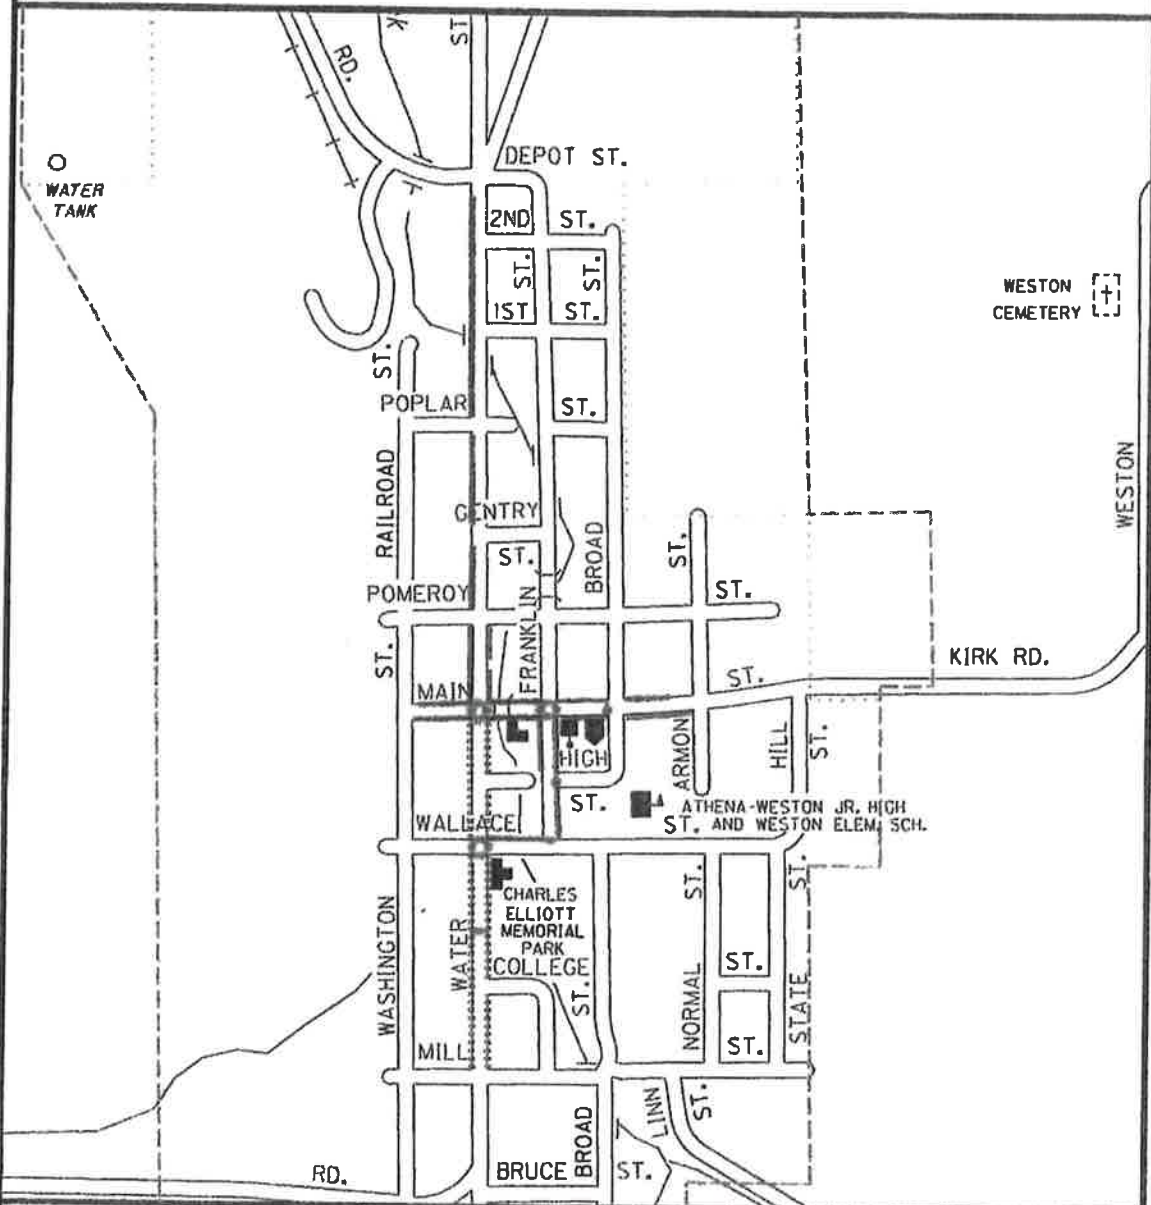 ST.
RD.
DEPOT ST.
WATER
TANK
2ND ST.
ST.
ST.
WESTON
CEMETERY
1ST ST.
ST.
POPLAR ST.
WESTON
RAILROAD
GENTRY
ST.
BROAD
ST.
POMEROY ST.
FRANKLIN
ST.
KIRK RD.
MAIN ST.
HIGH
ST.
ARMON
HILL
ST.
ATHENA-WESTON JR. HIGH
AND WESTON ELEM. SCH.
WALLACE ST.
CHARLES
ELLIOTT
MEMORIAL
PARK
COLLEGE
ST.
WASHINGTON
WATER
ST.
NORMAL
ST.
STATE
ST.
ST.
MILL
LINN
ST.
BROAD
RD.
BRUCE ST.